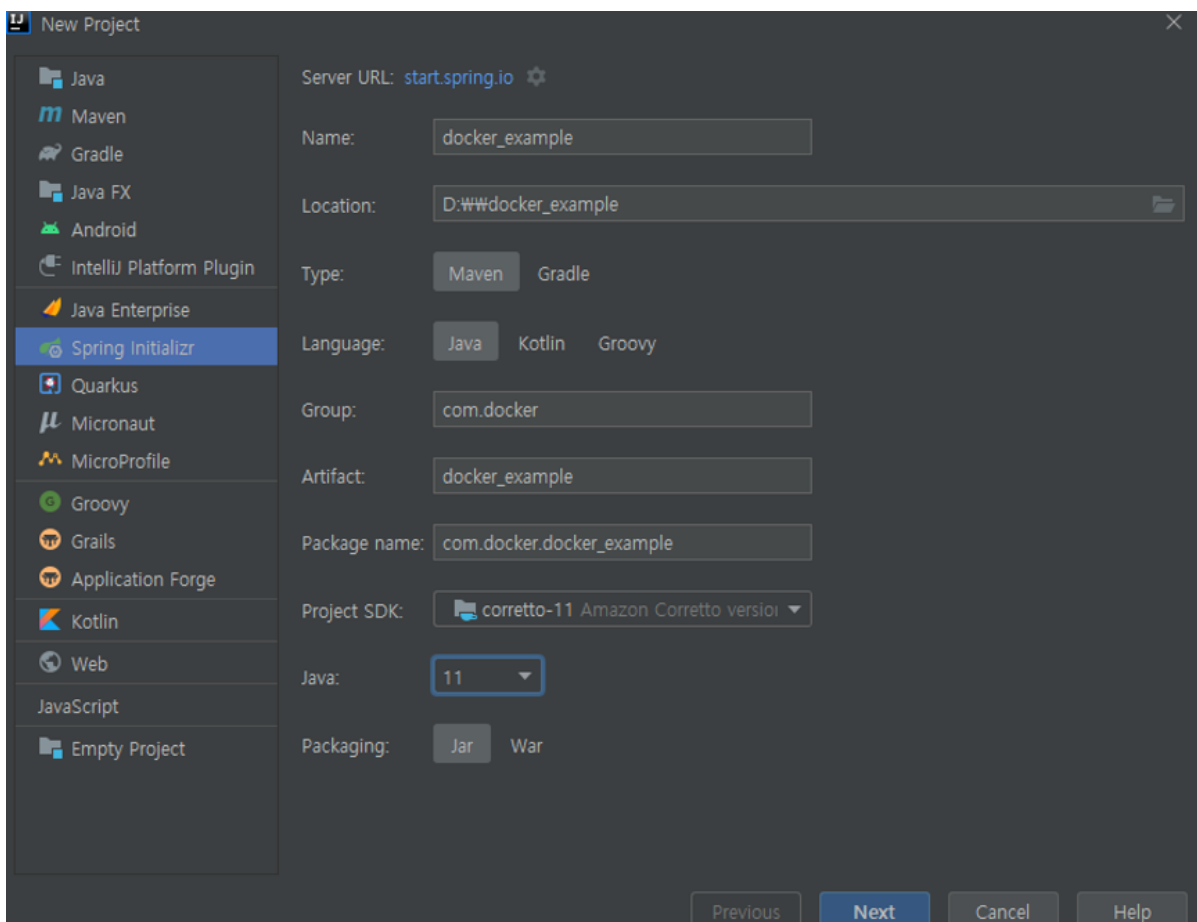 New Project
Java
Maven
Gradle
Java FX
Android
IntelliJ Platform Plugin
Java Enterprise
Spring Initializr
Quarkus
Micronaut
MicroProfile
Groovy
Grails
Application Forge
Kotlin
Web
JavaScript
Empty Project
Server URL: start.spring.io
Name: docker_example
Location: D:₩₩docker_example
Type: Maven Gradle
Language: Java Kotlin Groovy
Group: com.docker
Artifact: docker_example
Package name: com.docker.docker_example
Project SDK: corretto-11 Amazon Corretto version
Java: 11
Packaging: Jar War
Previous Next Cancel Help